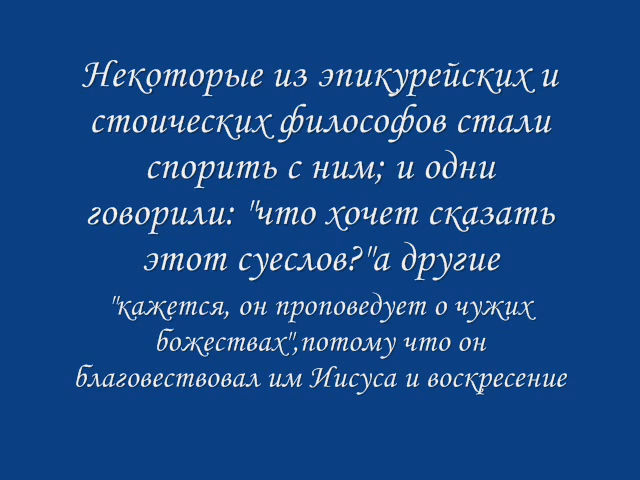 Некоторые из эпикурейских и
стоических философов стали
спорить с ним; и одни
говорили: "что хочет сказать
этот суеслов?"а другие
"кажется, он проповедует о чужих
божествах",потому что он
благовествовал им Иисуса и воскресение